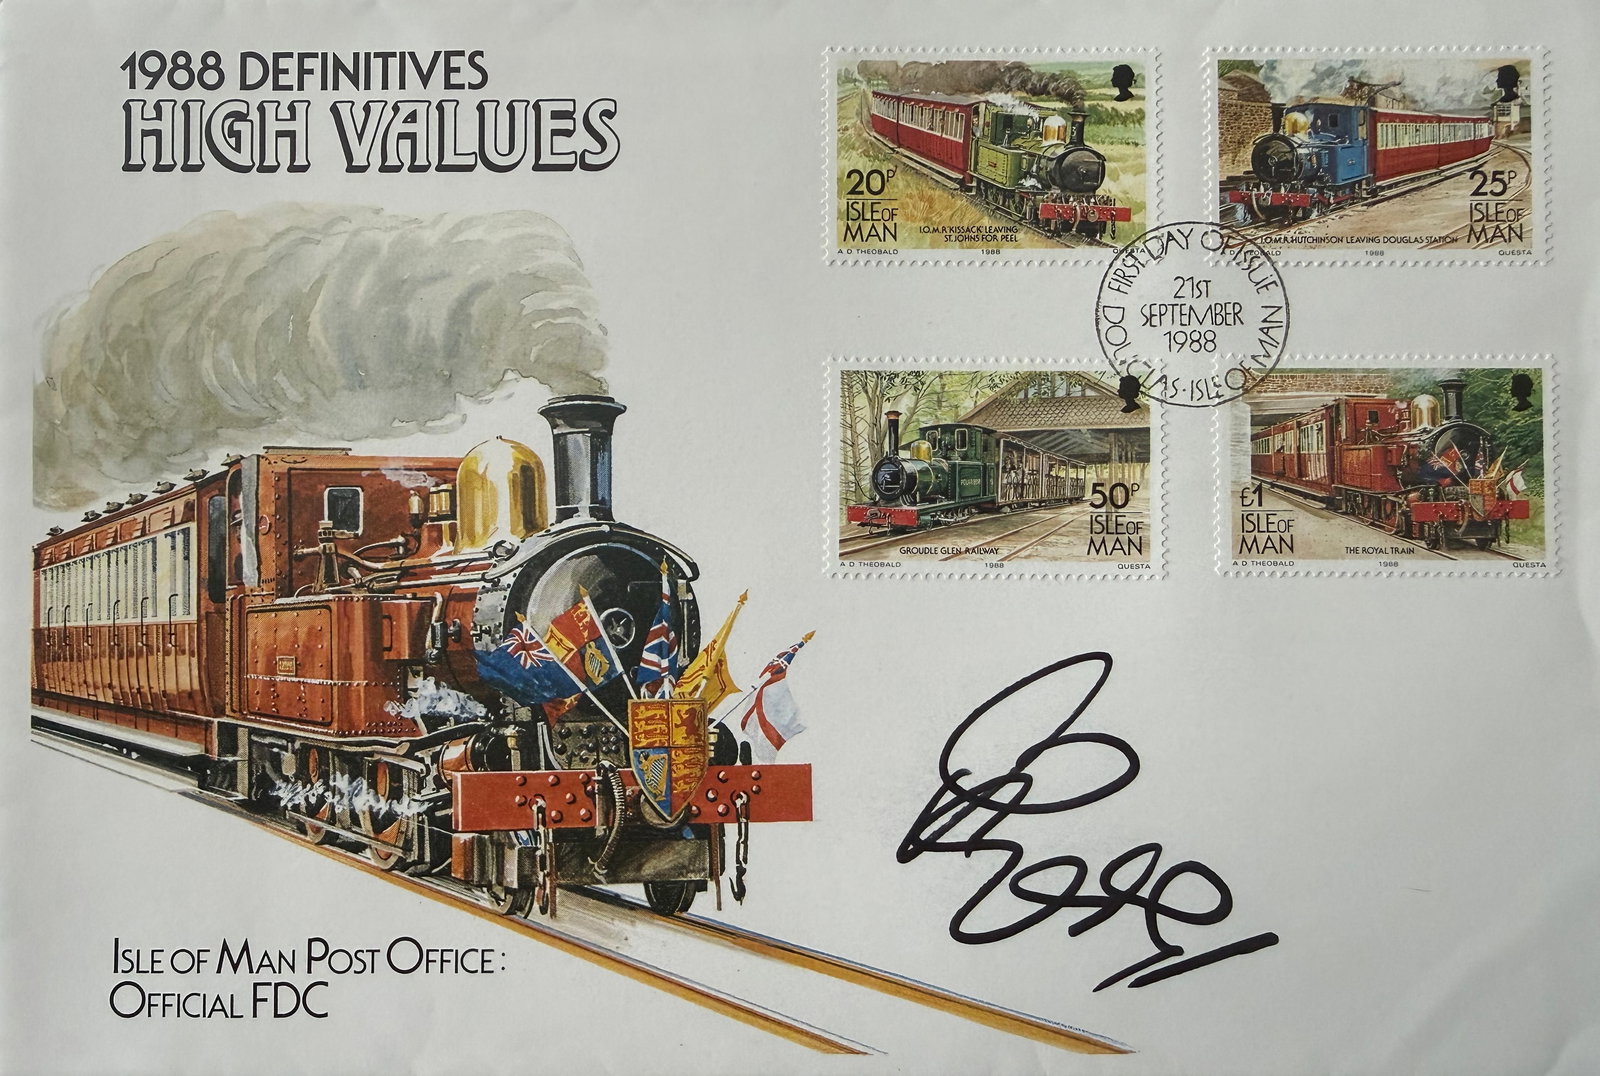 1988 DEFINITIVES
HIGH VALUES
20p
ISLE OF
MAN
I.O.M.R 'KISSACK' LEAVING
ST. JOHNS FOR PEEL
A D THEOBALD 1988 QUESTA
25p
ISLE OF
MAN
I.O.M.R. 'HUTCHINSON' LEAVING DOUGLAS STATION
A D THEOBALD 1988 QUESTA
FIRST DAY OF ISSUE
21ST
SEPTEMBER
1988
DOUGLAS · ISLE OF MAN
50p
ISLE OF
MAN
POLAR BEAR
GROUDLE GLEN RAILWAY
A D THEOBALD 1988 QUESTA
£1
ISLE OF
MAN
THE ROYAL TRAIN
A D THEOBALD 1988 QUESTA
ISLE OF MAN POST OFFICE:
OFFICIAL FDC